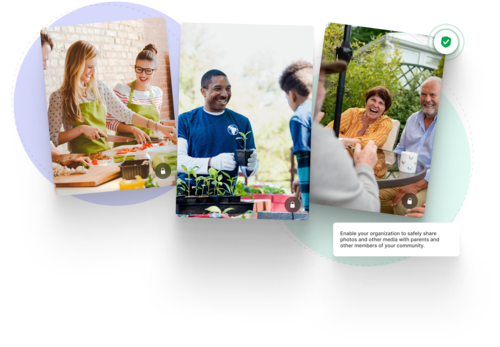 Enable your organization to safely share
photos and other media with parents and
other members of your community.